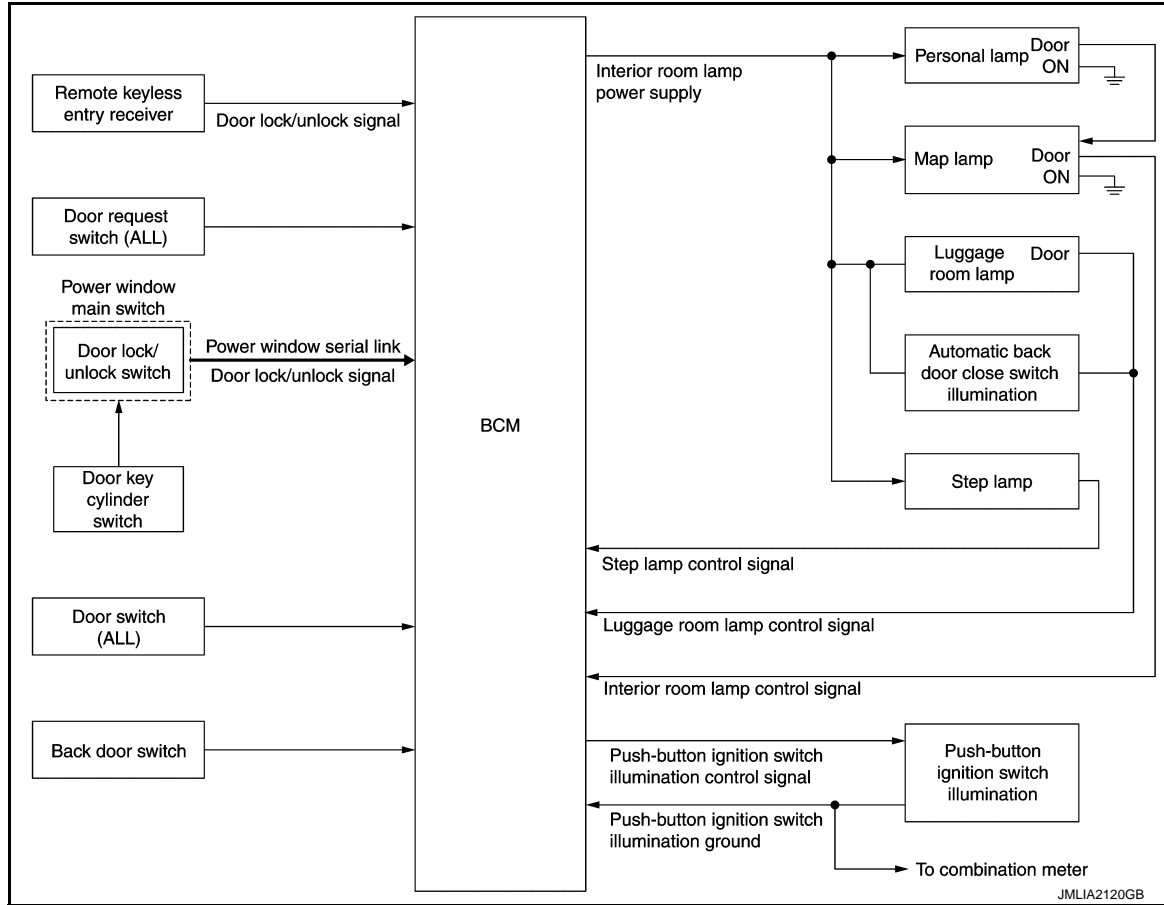 Remote keyless
entry receiver
Door lock/unlock signal
Door request
switch (ALL)
Power window
main switch
Door lock/
unlock switch
Power window serial link
Door lock/unlock signal
Door key
cylinder
switch
Door switch
(ALL)
Back door switch
BCM
Interior room lamp
power supply
Personal lamp
Door
ON
Map lamp
Door
ON
Luggage
room lamp
Door
Automatic back
door close switch
illumination
Step lamp
Step lamp control signal
Luggage room lamp control signal
Interior room lamp control signal
Push-button ignition switch
illumination control signal
Push-button
ignition switch
illumination
Push-button ignition switch
illumination ground
To combination meter
JMLIA2120GB